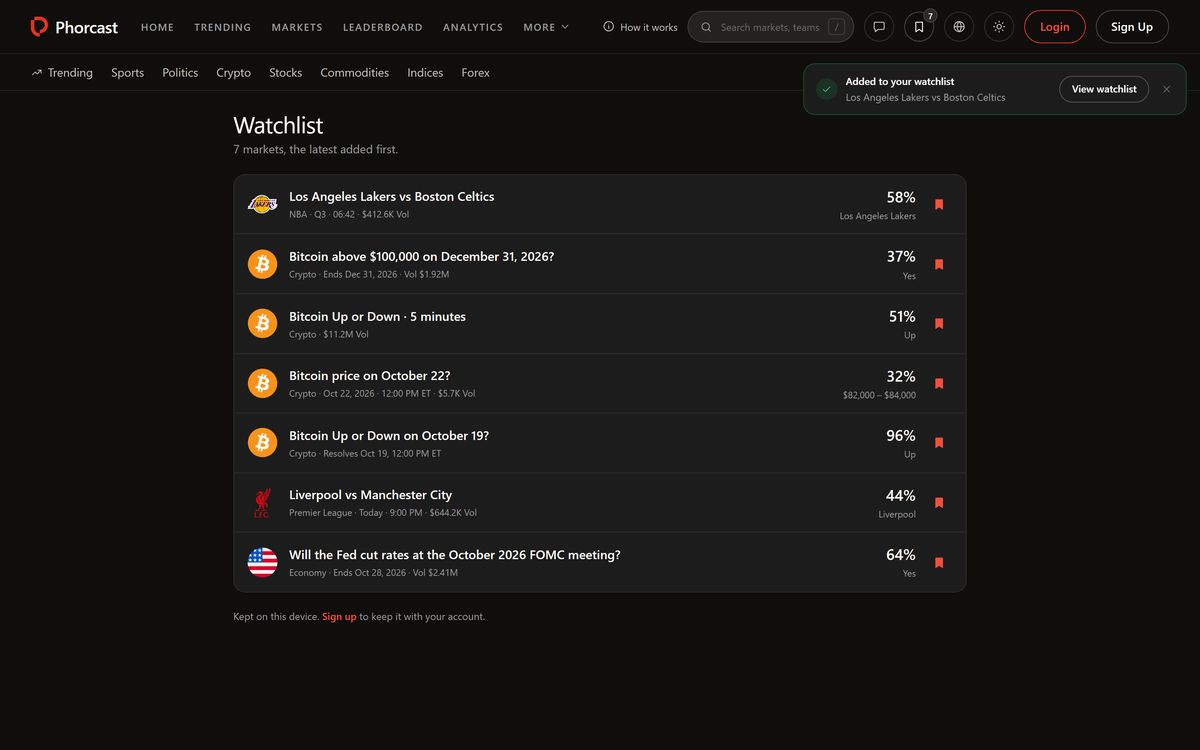 Phorcast
HOME
TRENDING
MARKETS
LEADERBOARD
ANALYTICS
MORE
How it works
Search markets, teams
/
7
Login
Sign Up
Trending
Sports
Politics
Crypto
Stocks
Commodities
Indices
Forex
Added to your watchlist
Los Angeles Lakers vs Boston Celtics
View watchlist
Watchlist
7 markets, the latest added first.
LAKERS
Los Angeles Lakers vs Boston Celtics
NBA · Q3 · 06:42 · $412.6K Vol
58%
Los Angeles Lakers
Bitcoin above $100,000 on December 31, 2026?
Crypto · Ends Dec 31, 2026 · Vol $1.92M
37%
Yes
Bitcoin Up or Down · 5 minutes
Crypto · $11.2M Vol
51%
Up
Bitcoin price on October 22?
Crypto · Oct 22, 2026 · 12:00 PM ET · $5.7K Vol
32%
$82,000 – $84,000
Bitcoin Up or Down on October 19?
Crypto · Resolves Oct 19, 12:00 PM ET
96%
Up
L.F.C.
Liverpool vs Manchester City
Premier League · Today · 9:00 PM · $644.2K Vol
44%
Liverpool
Will the Fed cut rates at the October 2026 FOMC meeting?
Economy · Ends Oct 28, 2026 · Vol $2.41M
64%
Yes
Kept on this device. Sign up to keep it with your account.